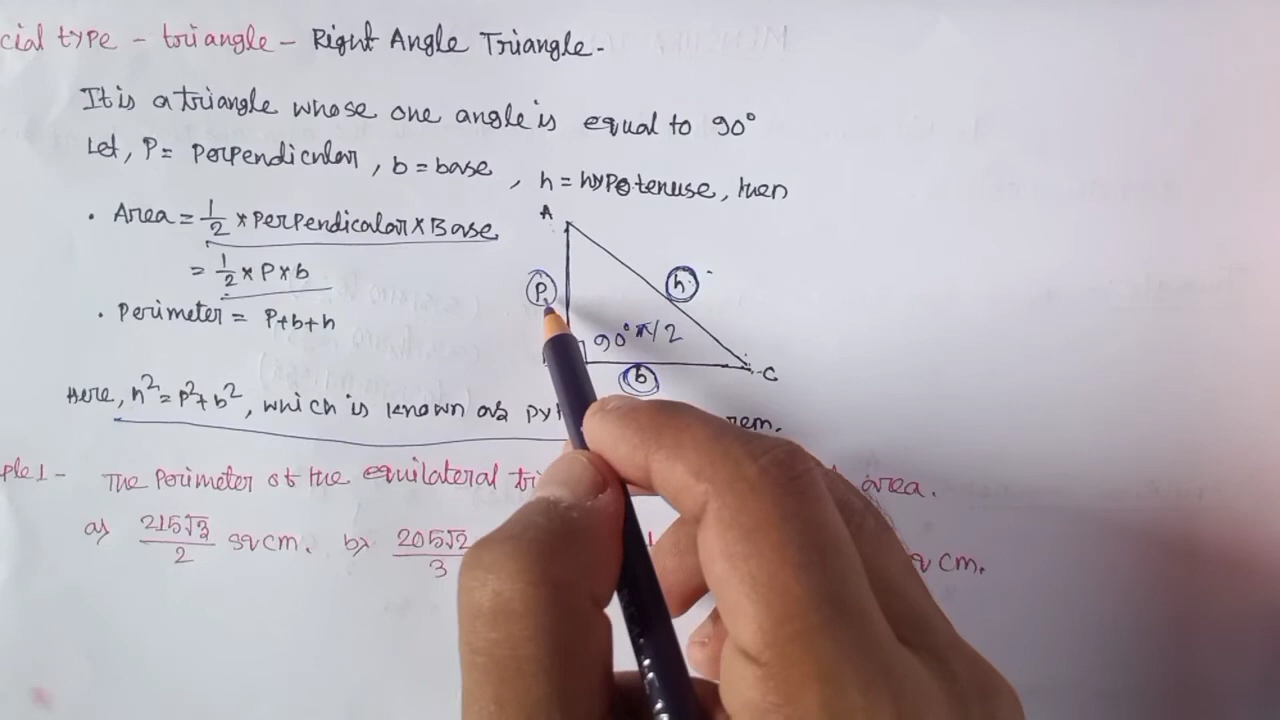 cial type - triangle - Right Angle Triangle-
It is a triangle whose one angle is equal to 90°
Let, P = Perpendicular, b = base, h = hypotenuse, then
. Area = 1/2 × Perpendicular × Base
= 1/2 × P × b
. Perimeter = P+b+h
A
P
h
90° π/2
b
C
Here, h² = P² + b², which is known as
rem.
ple 1 - The Perimeter of the equilateral area.
a) 215√3/2 sq cm. b) 205√2/3 q cm.